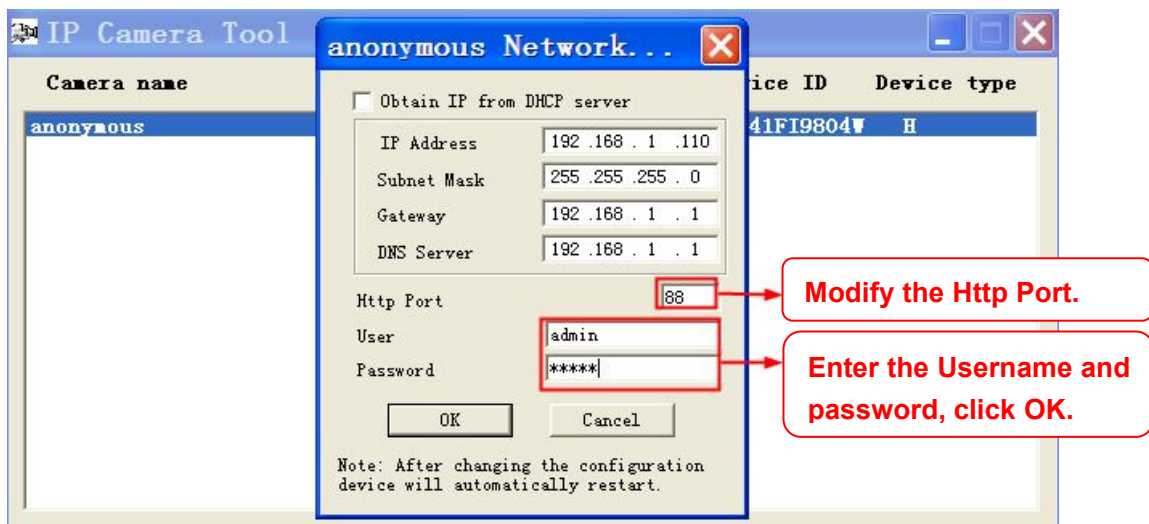 IP Camera Tool
anonymous Network...
Camera name
ice ID Device type
anonymous
41FI9804W H
Obtain IP from DHCP server
IP Address 192 .168 . 1 .110
Subnet Mask 255 .255 .255 . 0
Gateway 192 .168 . 1 . 1
DNS Server 192 .168 . 1 . 1
Http Port 88
User admin
Password *****
OK Cancel
Note: After changing the configuration
device will automatically restart.
Modify the Http Port.
Enter the Username and
password, click OK.